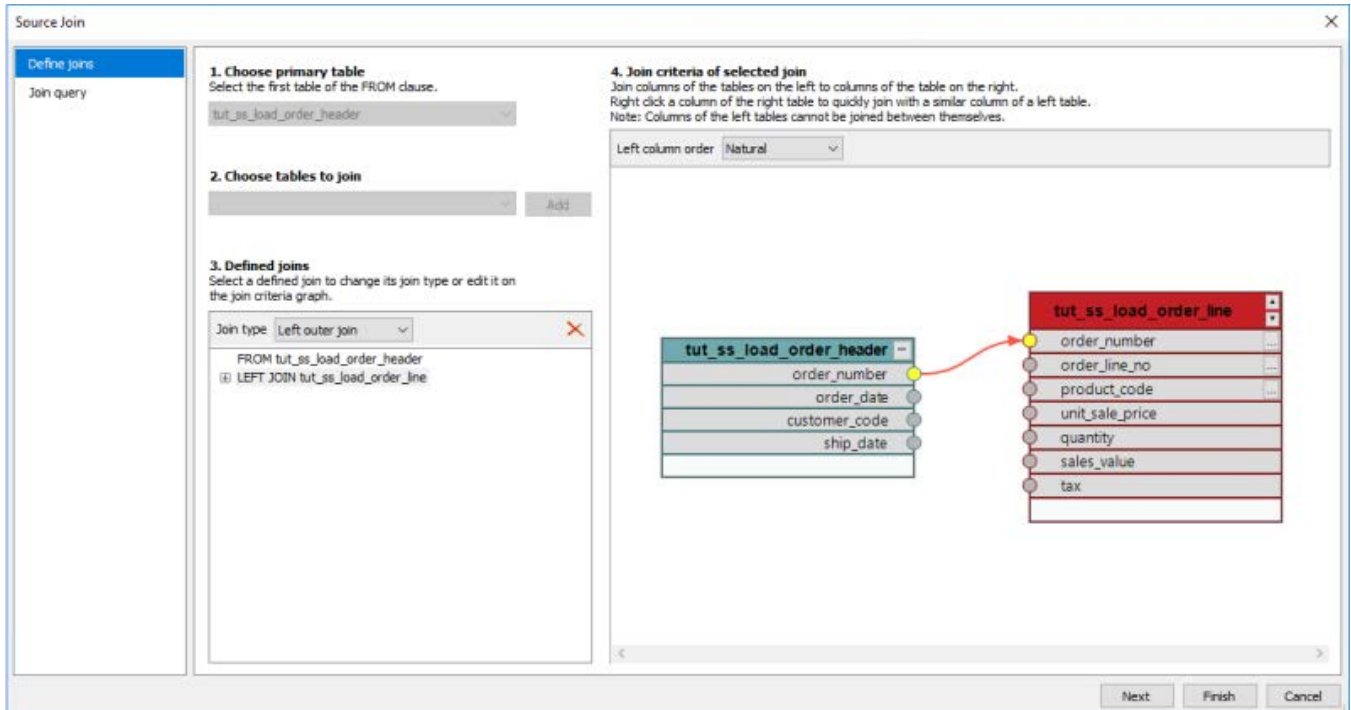 Source Join
Define joins
Join query
1. Choose primary table
Select the first table of the FROM clause.
tut_ss_load_order_header
2. Choose tables to join
Add
3. Defined joins
Select a defined join to change its join type or edit it on
the join criteria graph.
Join type Left outer join
FROM tut_ss_load_order_header
LEFT JOIN tut_ss_load_order_line
4. Join criteria of selected join
Join columns of the tables on the left to columns of the table on the right.
Right click a column of the right table to quickly join with a similar column of a left table.
Note: Columns of the left tables cannot be joined between themselves.
Left column order Natural
tut_ss_load_order_header
order_number
order_date
customer_code
ship_date
tut_ss_load_order_line
order_number
order_line_no
product_code
unit_sale_price
quantity
sales_value
tax
Next Finish Cancel